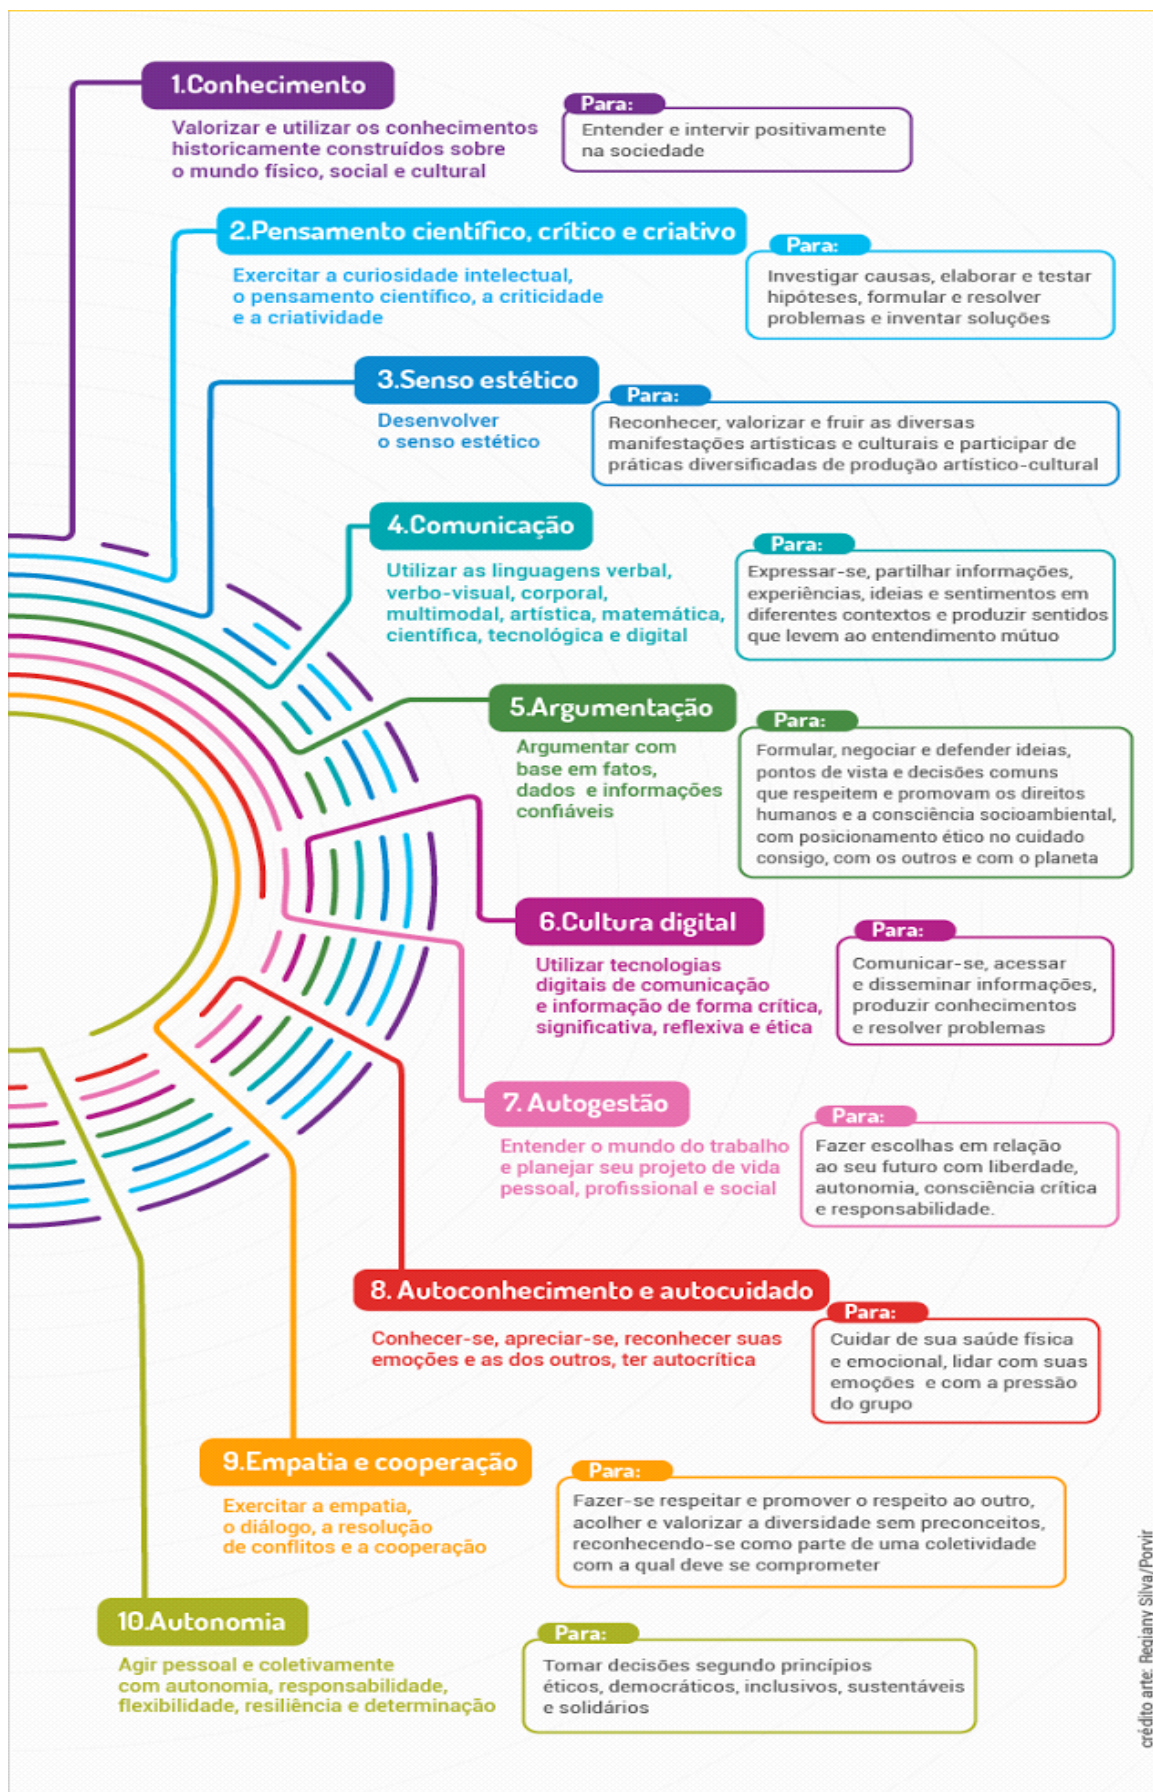 1.Conhecimento
Valorizar e utilizar os conhecimentos
historicamente construídos sobre
o mundo físico, social e cultural
Para:
Entender e intervir positivamente
na sociedade
2.Pensamento científico, crítico e criativo
Exercitar a curiosidade intelectual,
o pensamento científico, a criticidade
e a criatividade
Para:
Investigar causas, elaborar e testar
hipóteses, formular e resolver
problemas e inventar soluções
3.Senso estético
Desenvolver
o senso estético
Para:
Reconhecer, valorizar e fruir as diversas
manifestações artísticas e culturais e participar de
práticas diversificadas de produção artístico-cultural
4.Comunicação
Utilizar as linguagens verbal,
verbo-visual, corporal,
multimodal, artística, matemática,
científica, tecnológica e digital
Para:
Expressar-se, partilhar informações,
experiências, ideias e sentimentos em
diferentes contextos e produzir sentidos
que levem ao entendimento mútuo
5.Argumentação
Argumentar com
base em fatos,
dados e informações
confiáveis
Para:
Formular, negociar e defender ideias,
pontos de vista e decisões comuns
que respeitem e promovam os direitos
humanos e a consciência socioambiental,
com posicionamento ético no cuidado
consigo, com os outros e com o planeta
6.Cultura digital
Utilizar tecnologias
digitais de comunicação
e informação de forma crítica,
significativa, reflexiva e ética
Para:
Comunicar-se, acessar
e disseminar informações,
produzir conhecimentos
e resolver problemas
7. Autogestão
Entender o mundo do trabalho
e planejar seu projeto de vida
pessoal, profissional e social
Para:
Fazer escolhas em relação
ao seu futuro com liberdade,
autonomia, consciência crítica
e responsabilidade.
8. Autoconhecimento e autocuidado
Conhecer-se, apreciar-se, reconhecer suas
emoções e as dos outros, ter autocrítica
Para:
Cuidar de sua saúde física
e emocional, lidar com suas
emoções e com a pressão
do grupo
9.Empatia e cooperação
Exercitar a empatia,
o diálogo, a resolução
de conflitos e a cooperação
Para:
Fazer-se respeitar e promover o respeito ao outro,
acolher e valorizar a diversidade sem preconceitos,
reconhecendo-se como parte de uma coletividade
com a qual deve se comprometer
10.Autonomia
Agir pessoal e coletivamente
com autonomia, responsabilidade,
flexibilidade, resiliência e determinação
Para:
Tomar decisões segundo princípios
éticos, democráticos, inclusivos, sustentáveis
e solidários
crédito arte: Regiany Silva/Porvir